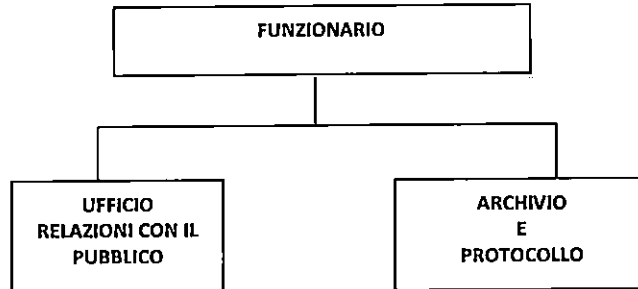 FUNZIONARIO
UFFICIO
RELAZIONI CON IL
PUBBLICO
ARCHIVIO
E
PROTOCOLLO